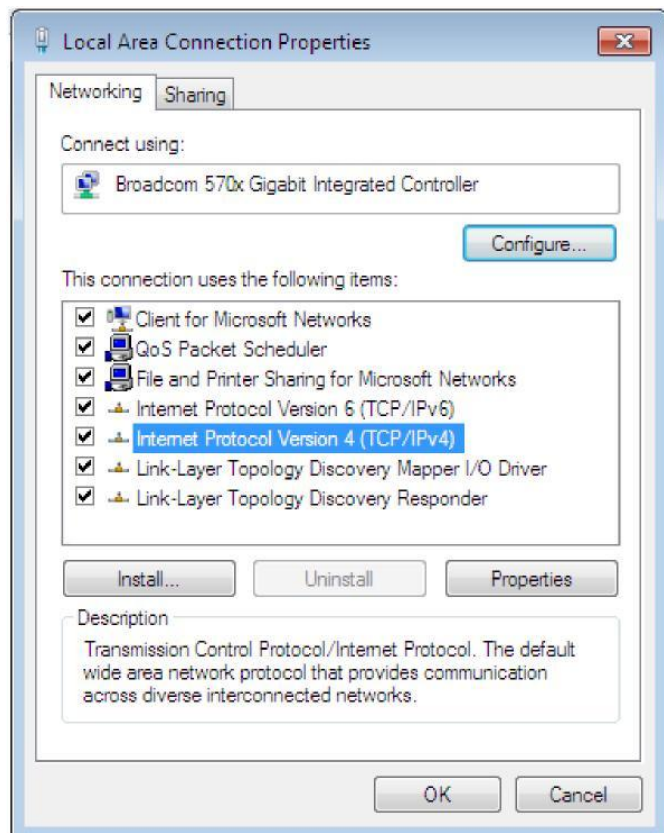 Local Area Connection Properties
Networking
Sharing
Connect using:
Broadcom 570x Gigabit Integrated Controller
Configure...
This connection uses the following items:
Client for Microsoft Networks
QoS Packet Scheduler
File and Printer Sharing for Microsoft Networks
Internet Protocol Version 6 (TCP/IPv6)
Internet Protocol Version 4 (TCP/IPv4)
Link-Layer Topology Discovery Mapper I/O Driver
Link-Layer Topology Discovery Responder
Install...
Uninstall
Properties
Description
Transmission Control Protocol/Internet Protocol. The default
wide area network protocol that provides communication
across diverse interconnected networks.
OK
Cancel